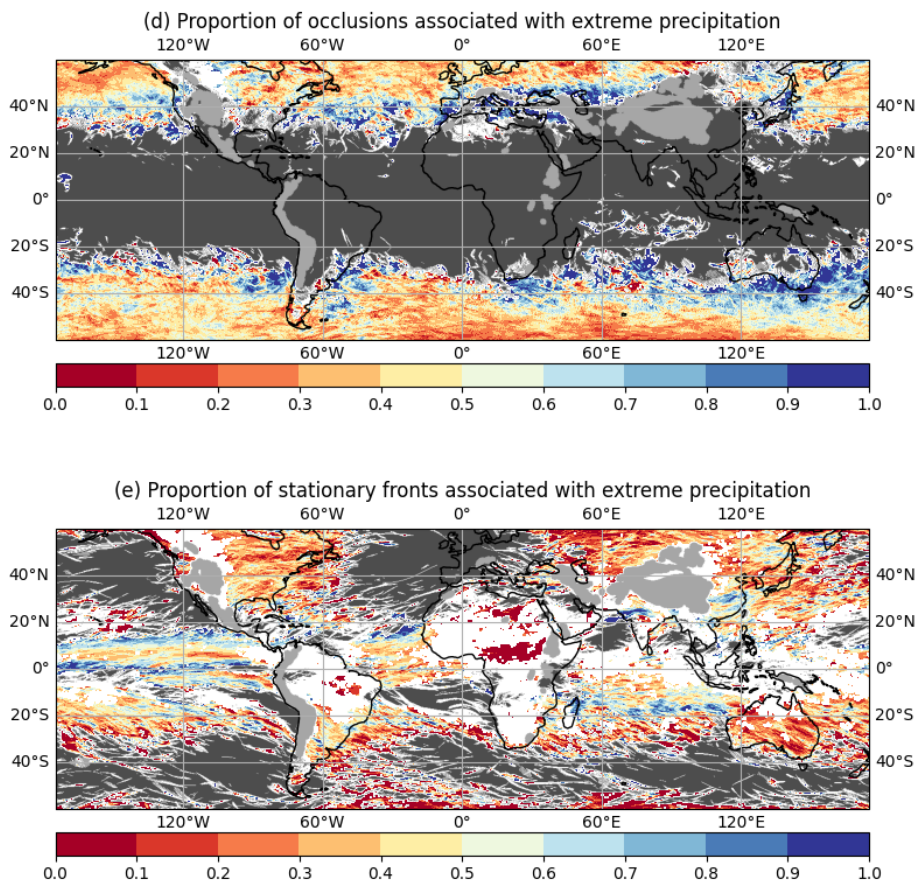 (d) Proportion of occlusions associated with extreme precipitation
120°W 60°W 0° 60°E 120°E
40°N 40°N
20°N 20°N
0° 0°
20°S 20°S
40°S 40°S
120°W 60°W 0° 60°E 120°E
0.0 0.1 0.2 0.3 0.4 0.5 0.6 0.7 0.8 0.9 1.0
(e) Proportion of stationary fronts associated with extreme precipitation
120°W 60°W 0° 60°E 120°E
40°N 40°N
20°N 20°N
0° 0°
20°S 20°S
40°S 40°S
120°W 60°W 0° 60°E 120°E
0.0 0.1 0.2 0.3 0.4 0.5 0.6 0.7 0.8 0.9 1.0